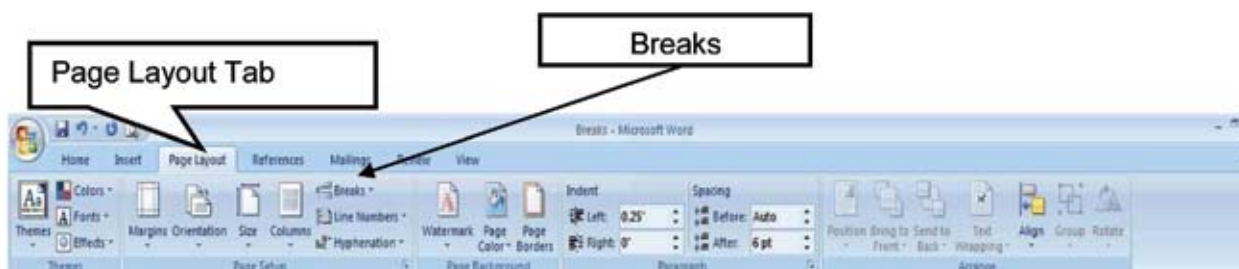 Breaks
Page Layout Tab
Breaks - Microsoft Word
Home Insert Page Layout References Mailings Review View
Colors Breaks Indent Spacing
Aa A Fonts Line Numbers Left: 0.25" Before: Auto
Themes Effects Margins Orientation Size Columns Hyphenation Watermark Page Color Page Borders Right: 0" After: 6 pt Position Bring to Front Send to Back Text Wrapping Align Group Rotate
Themes Page Setup Page Background Paragraph Arrange